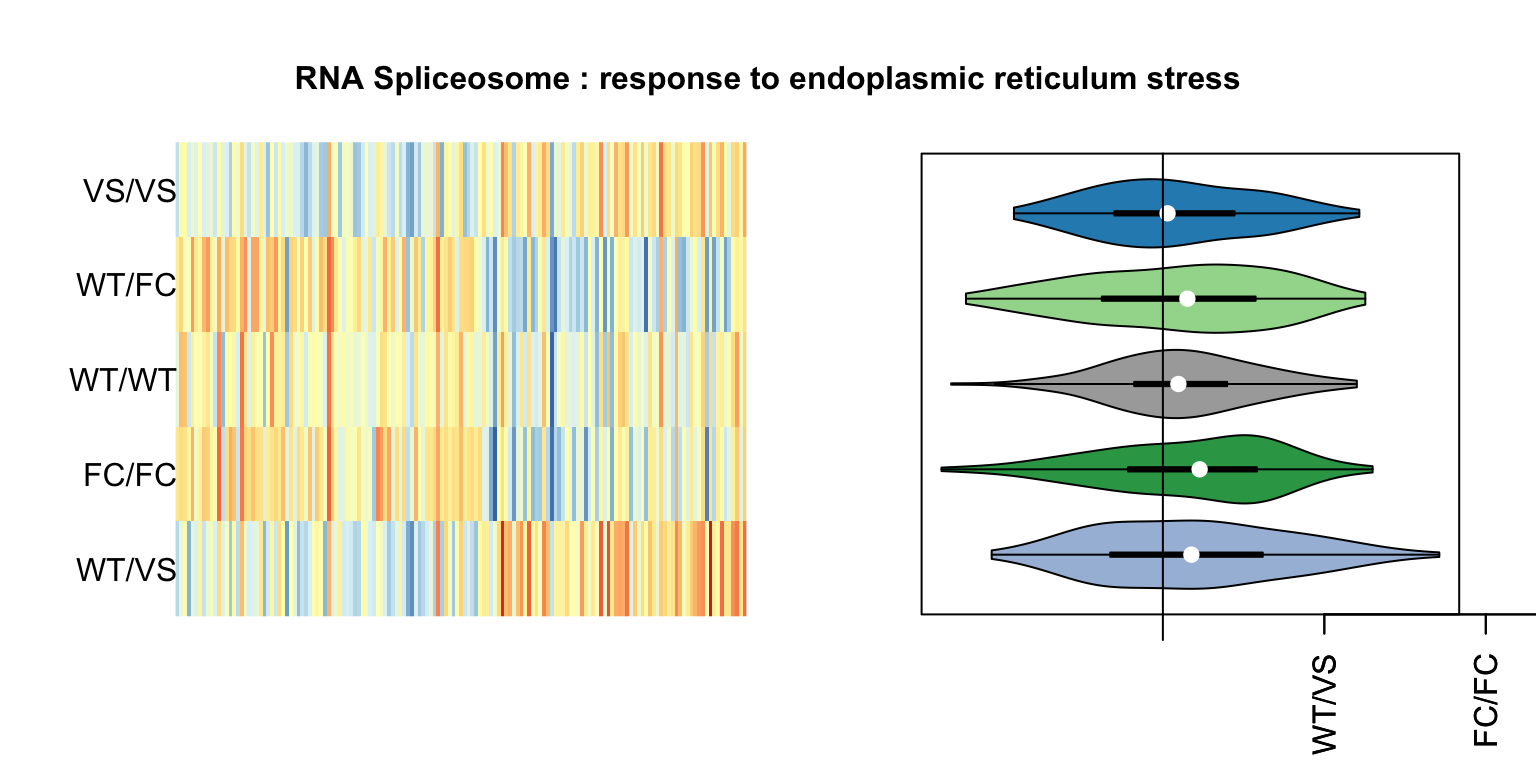 RNA Spliceosome : response to endoplasmic reticulum stress
VS/VS
WT/FC
WT/WT
FC/FC
WT/VS
WT/VS
FC/FC